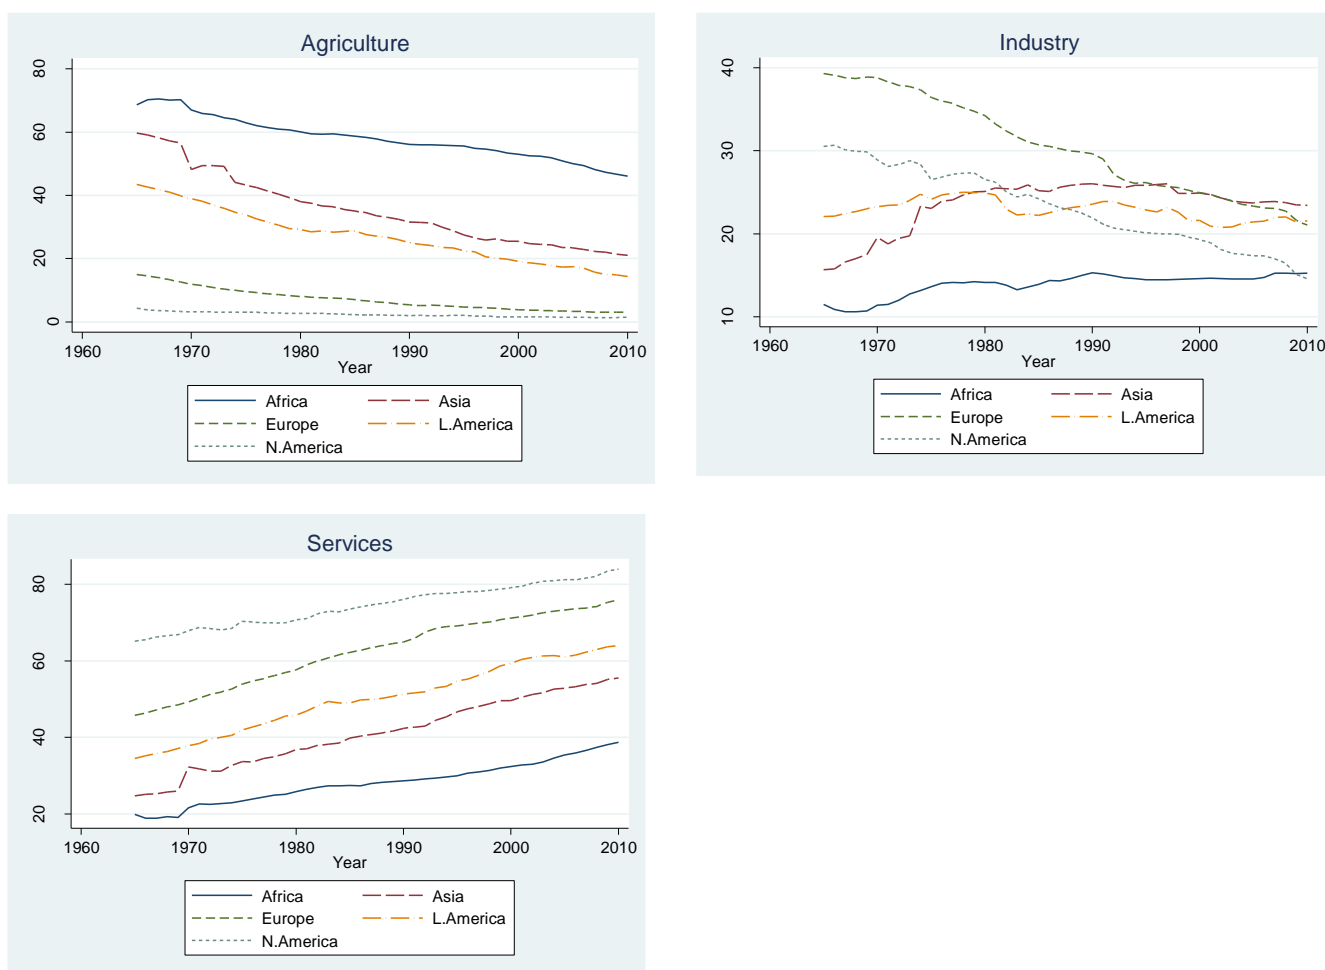 Agriculture
80
60
40
20
0
1960 1970 1980 1990 2000 2010
Year
Africa Asia
Europe L.America
N.America
Industry
40
30
20
10
1960 1970 1980 1990 2000 2010
Year
Africa Asia
Europe L.America
N.America
Services
80
60
40
20
1960 1970 1980 1990 2000 2010
Year
Africa Asia
Europe L.America
N.America